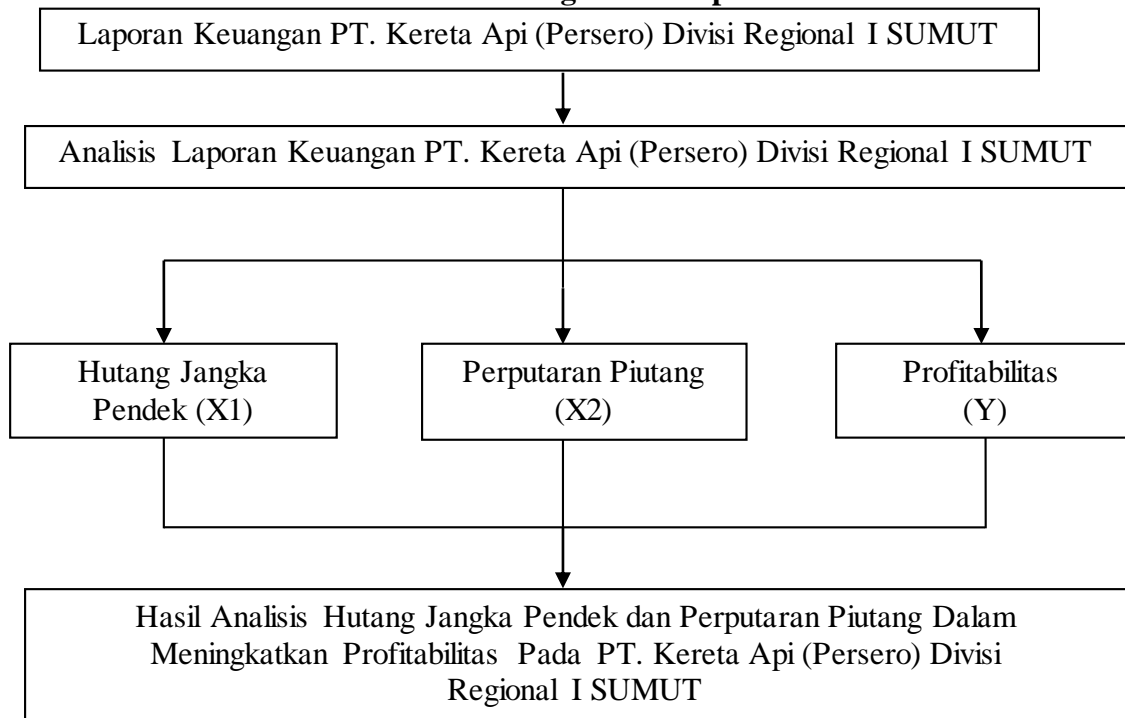 Laporan Keuangan PT. Kereta Api (Persero) Divisi Regional I SUMUT
Analisis Laporan Keuangan PT. Kereta Api (Persero) Divisi Regional I SUMUT
Hutang Jangka
Pendek (X1)
Perputaran Piutang
(X2)
Profitabilitas
(Y)
Hasil Analisis Hutang Jangka Pendek dan Perputaran Piutang Dalam
Meningkatkan Profitabilitas Pada PT. Kereta Api (Persero) Divisi
Regional I SUMUT